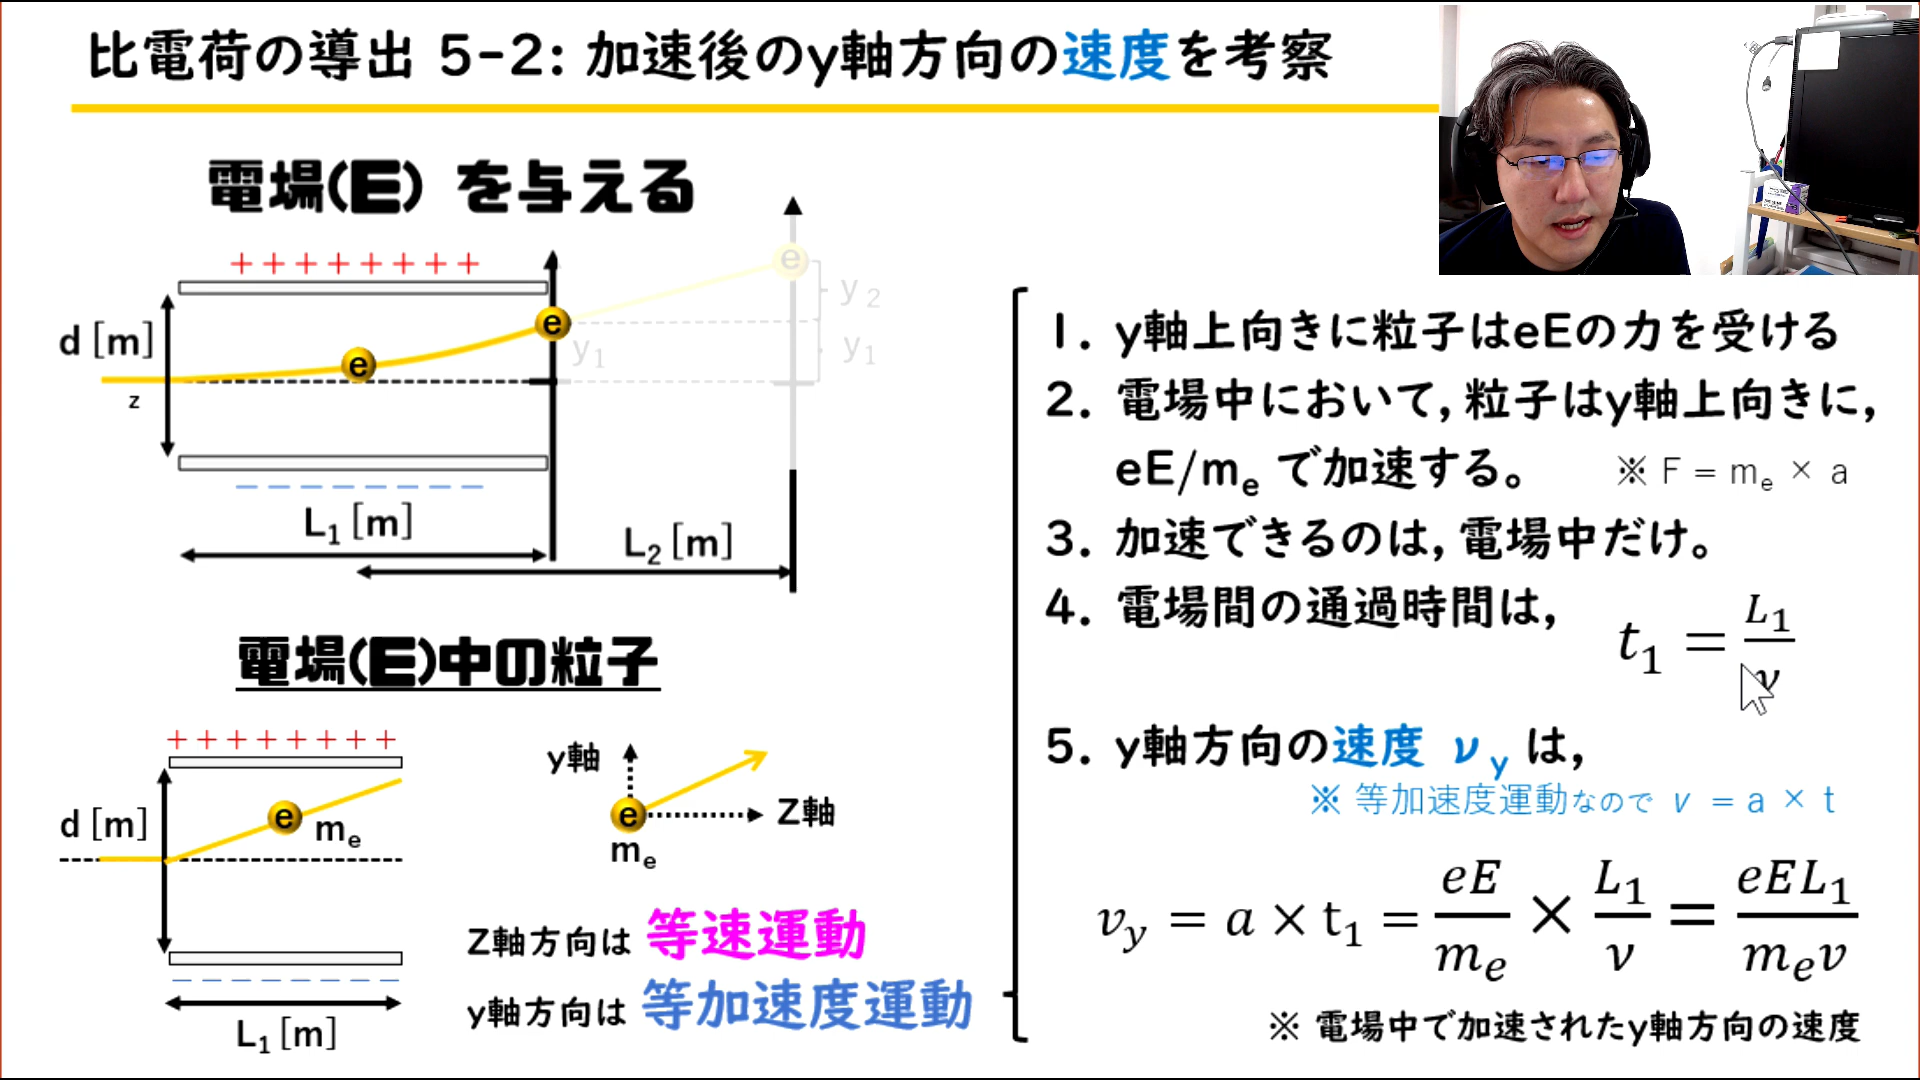 比電荷の導出 5-2: 加速後のy軸方向の速度を考察
電場(E) を与える
+ + + + + + + +
e
e
e
y₂
y₁
y₁
d [m]
z
− − − − − − − −
L₁ [m]
L₂ [m]
電場(E)中の粒子
+ + + + + + + +
d [m]
e
mₑ
− − − − − − − −
L₁ [m]
y軸
e
Z軸
mₑ
Z軸方向は 等速運動
y軸方向は 等加速度運動
1. y軸上向きに粒子はeEの力を受ける
2. 電場中において, 粒子はy軸上向きに,
eE/mₑ で加速する。 ※ F = mₑ × a
3. 加速できるのは, 電場中だけ。
4. 電場間の通過時間は, t₁ = L₁/v
5. y軸方向の速度 νy は,
※ 等加速度運動なので v = a × t
vy = a × t₁ = eE/mₑ × L₁/v = eEL₁/mₑv
※ 電場中で加速されたy軸方向の速度